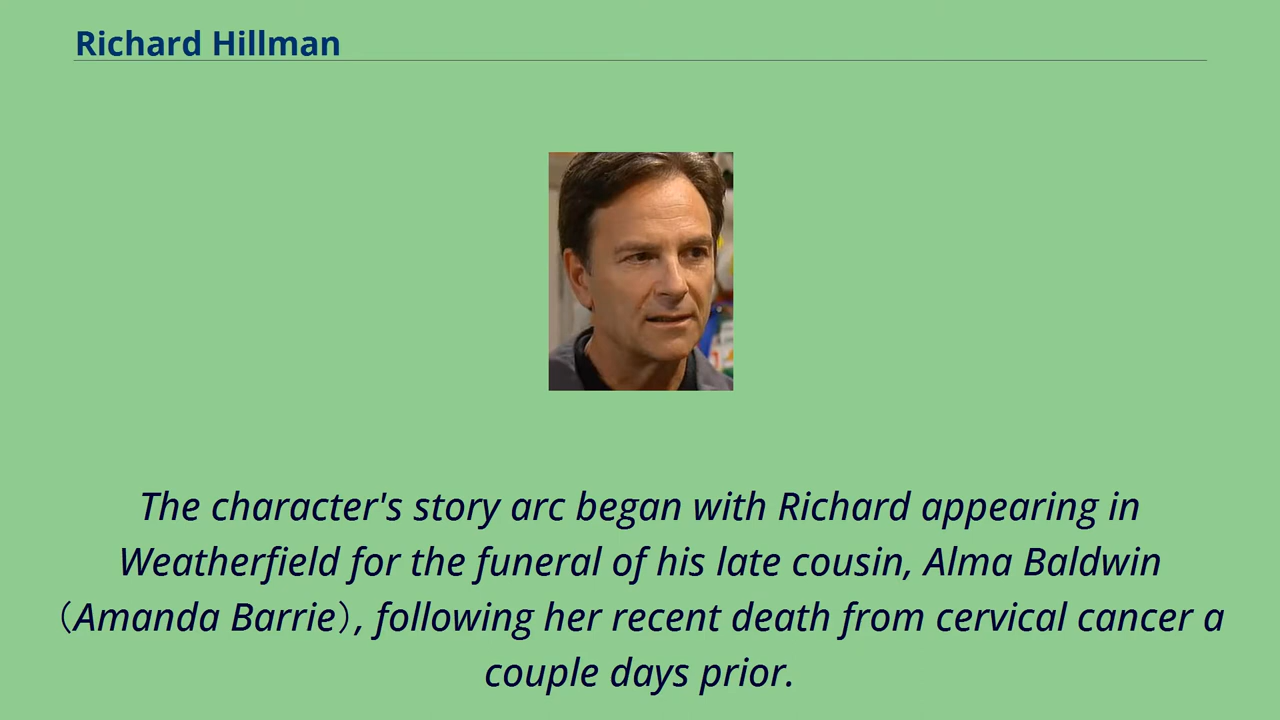 Richard Hillman
The character's story arc began with Richard appearing in
Weatherfield for the funeral of his late cousin, Alma Baldwin
（Amanda Barrie）, following her recent death from cervical cancer a
couple days prior.